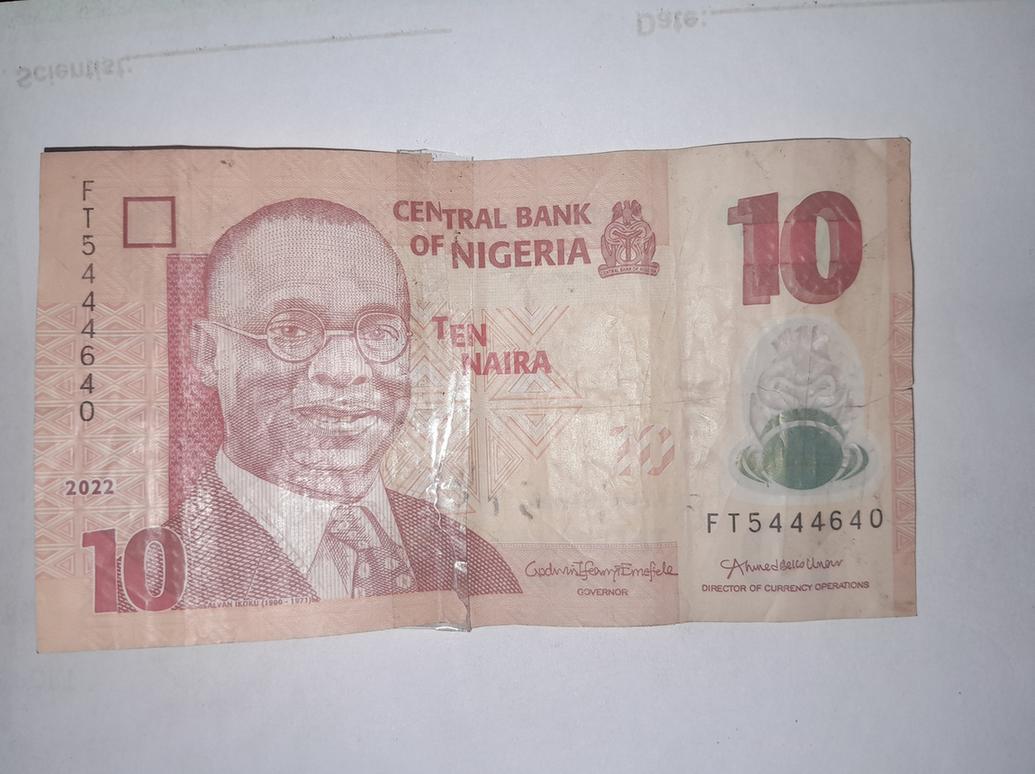 Scientist:
Date:
FT5444640
CENTRAL BANK
OF NIGERIA
CENTRAL BANK OF NIGERIA
10
TEN
NAIRA
10
2022
FT5444640
10
ALVAN IKOKU (1900 - 1971)
Godwin Ifeanyi Emefiele
GOVERNOR
Ahmed Bello Umar
DIRECTOR OF CURRENCY OPERATIONS